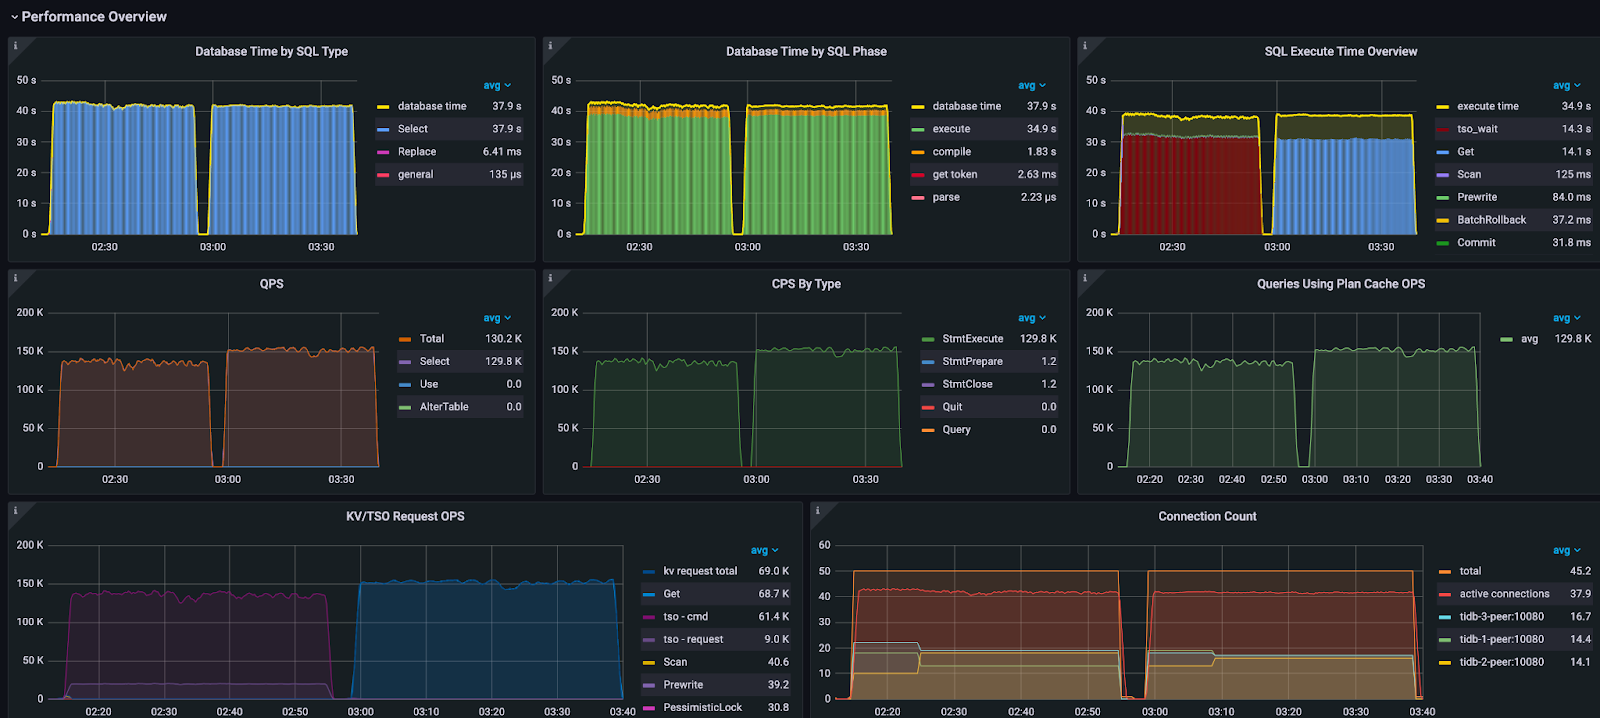 Performance Overview
Database Time by SQL Type
50 s
40 s
30 s
20 s
10 s
0 s
02:30 03:00 03:30
avg
database time 37.9 s
Select 37.9 s
Replace 6.41 ms
general 135 µs
Database Time by SQL Phase
50 s
40 s
30 s
20 s
10 s
0 s
02:30 03:00 03:30
avg
database time 37.9 s
execute 34.9 s
compile 1.83 s
get token 2.63 ms
parse 2.23 µs
SQL Execute Time Overview
50 s
40 s
30 s
20 s
10 s
0 s
02:30 03:00 03:30
avg
execute time 34.9 s
tso_wait 14.3 s
Get 14.1 s
Scan 125 ms
Prewrite 84.0 ms
BatchRollback 37.2 ms
Commit 31.8 ms
QPS
200 K
150 K
100 K
50 K
0
02:30 03:00 03:30
avg
Total 130.2 K
Select 129.8 K
Use 0.0
AlterTable 0.0
CPS By Type
200 K
150 K
100 K
50 K
0
02:30 03:00 03:30
avg
StmtExecute 129.8 K
StmtPrepare 1.2
StmtClose 1.2
Quit 0.0
Query 0.0
Queries Using Plan Cache OPS
200 K
150 K
100 K
50 K
0
02:20 02:30 02:40 02:50 03:00 03:10 03:20 03:30 03:40
avg
avg 129.8 K
KV/TSO Request OPS
200 K
150 K
100 K
50 K
0
02:20 02:30 02:40 02:50 03:00 03:10 03:20 03:30 03:40
avg
kv request total 69.0 K
Get 68.7 K
tso - cmd 61.4 K
tso - request 9.0 K
Scan 40.6
Prewrite 39.2
PessimisticLock 30.8
Connection Count
60
50
40
30
20
10
0
02:20 02:30 02:40 02:50 03:00 03:10 03:20 03:30 03:40
avg
total 45.2
active connections 37.9
tidb-3-peer:10080 16.7
tidb-1-peer:10080 14.4
tidb-2-peer:10080 14.1